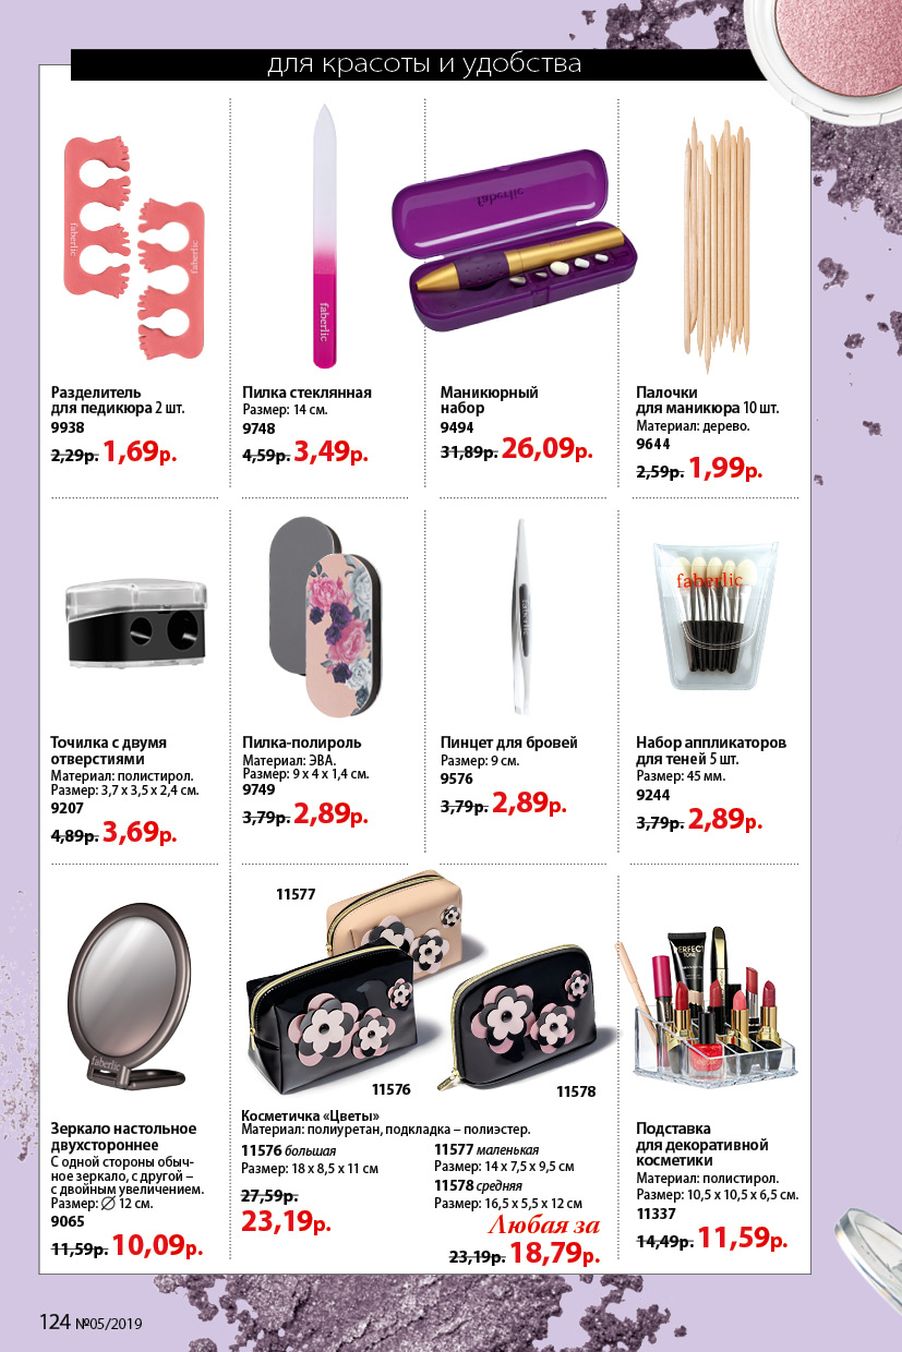 для красоты и удобства
faberlic
faberlic
faberlic
faberlic
Разделитель
для педикюра 2 шт.
9938
2,29р. 1,69р.
Пилка стеклянная
Размер: 14 см.
9748
4,59р. 3,49р.
Маникюрный
набор
9494
31,89р. 26,09р.
Палочки
для маникюра 10 шт.
Материал: дерево.
9644
2,59р. 1,99р.
faberlic
faberlic
Точилка с двумя
отверстиями
Материал: полистирол.
Размер: 3,7 х 3,5 х 2,4 см.
9207
4,89р. 3,69р.
Пилка-полироль
Материал: ЭВА.
Размер: 9 х 4 х 1,4 см.
9749
3,79р. 2,89р.
Пинцет для бровей
Размер: 9 см.
9576
3,79р. 2,89р.
Набор аппликаторов
для теней 5 шт.
Размер: 45 мм.
9244
3,79р. 2,89р.
faberlic
11577
11576
11578
PERFECT
TONE
Зеркало настольное
двухстороннее
С одной стороны обыч-
ное зеркало, с другой –
с двойным увеличением.
Размер: ∅ 12 см.
9065
11,59р. 10,09р.
Косметичка «Цветы»
Материал: полиуретан, подкладка – полиэстер.
11576 большая
Размер: 18 х 8,5 х 11 см
27,59р.
23,19р.
11577 маленькая
Размер: 14 х 7,5 х 9,5 см
11578 средняя
Размер: 16,5 х 5,5 х 12 см
Любая за
23,19р. 18,79р.
Подставка
для декоративной
косметики
Материал: полистирол.
Размер: 10,5 х 10,5 х 6,5 см.
11337
14,49р. 11,59р.
124 №05/2019